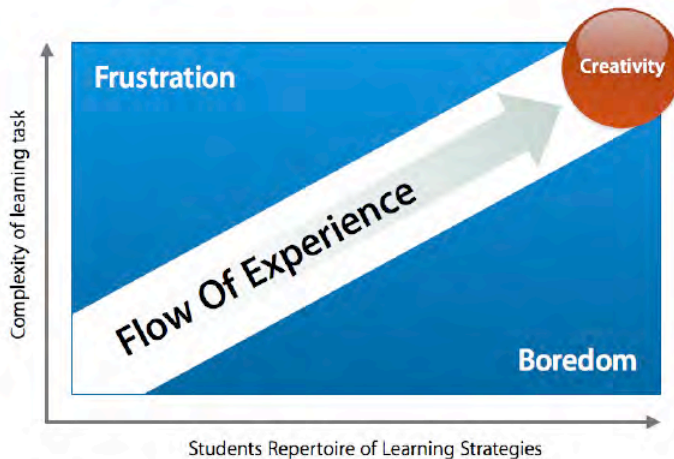 Creativity
Frustration
Complexity of learning task
Flow Of Experience
Boredom
Students Repertoire of Learning Strategies